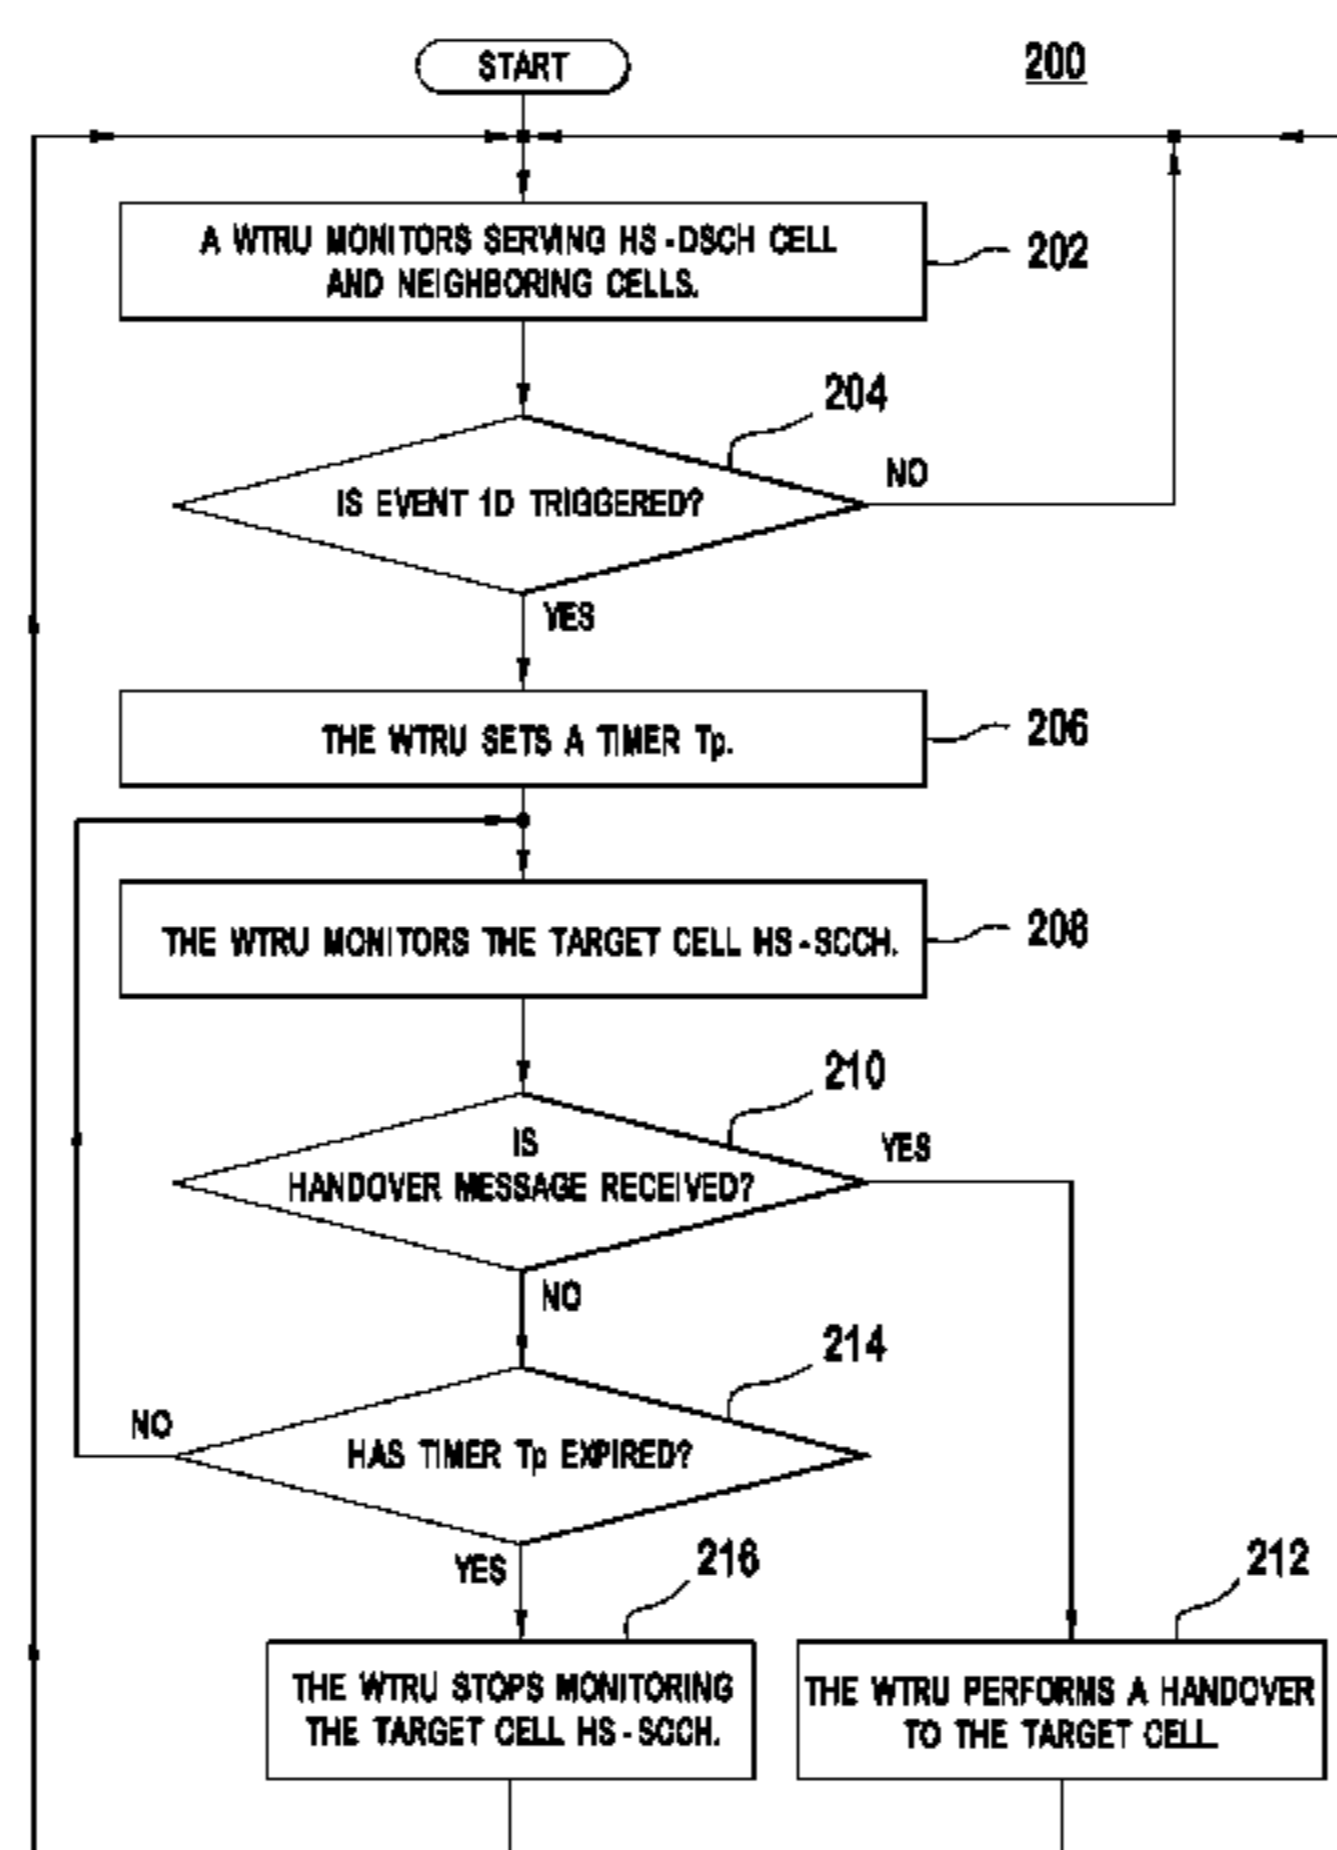 START
200
A WTRU MONITORS SERVING HS-DSCH CELL
AND NEIGHBORING CELLS.
202
204
IS EVENT 1D TRIGGERED?
NO
YES
THE WTRU SETS A TIMER Tp.
206
THE WTRU MONITORS THE TARGET CELL HS-SCCH.
208
210
IS
HANDOVER MESSAGE RECEIVED?
YES
NO
214
HAS TIMER Tp EXPIRED?
NO
YES
216
212
THE WTRU STOPS MONITORING
THE TARGET CELL HS-SCCH.
THE WTRU PERFORMS A HANDOVER
TO THE TARGET CELL.